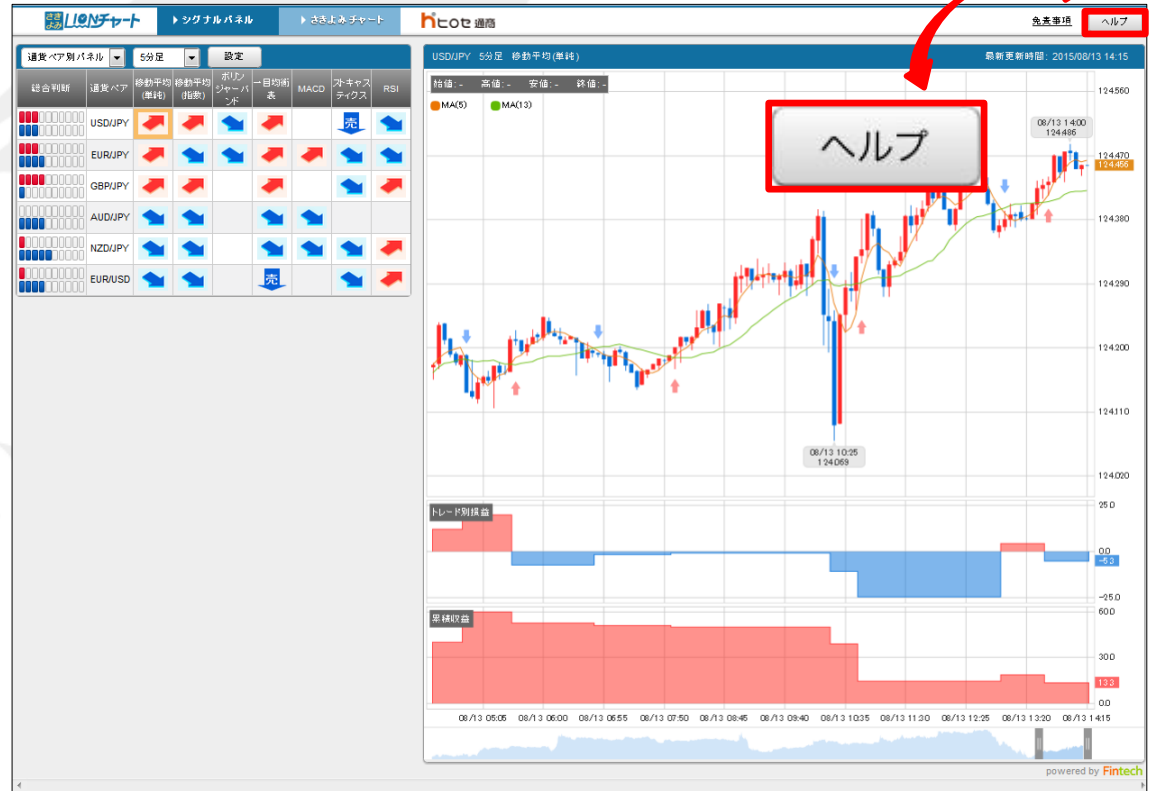 さきよみ LIONチャート
シグナルパネル
さきよみチャート
ヒロセ通商
免責事項
ヘルプ
通貨ペア別パネル
5分足
設定
総合判断
通貨ペア
移動平均(単純)
移動平均(指数)
ボリンジャーバンド
一目均衡表
MACD
ストキャスティクス
RSI
USD/JPY
売
EUR/JPY
GBP/JPY
AUD/JPY
NZD/JPY
EUR/USD
売
USD/JPY 5分足 移動平均(単純)
最新更新時間: 2015/08/13 14:15
始値:- 高値:- 安値:- 終値:-
MA(5) MA(13)
ヘルプ
08/13 14:00
124.486
08/13 10:25
124.059
124.560
124.470
124.456
124.380
124.290
124.200
124.110
124.020
トレード別損益
25.0
0.0
-5.3
-25.0
累積収益
60.0
30.0
13.3
0.0
08/13 05:05 08/13 06:00 08/13 06:55 08/13 07:50 08/13 08:45 08/13 09:40 08/13 10:35 08/13 11:30 08/13 12:25 08/13 13:20 08/13 14:15
powered by Fintech